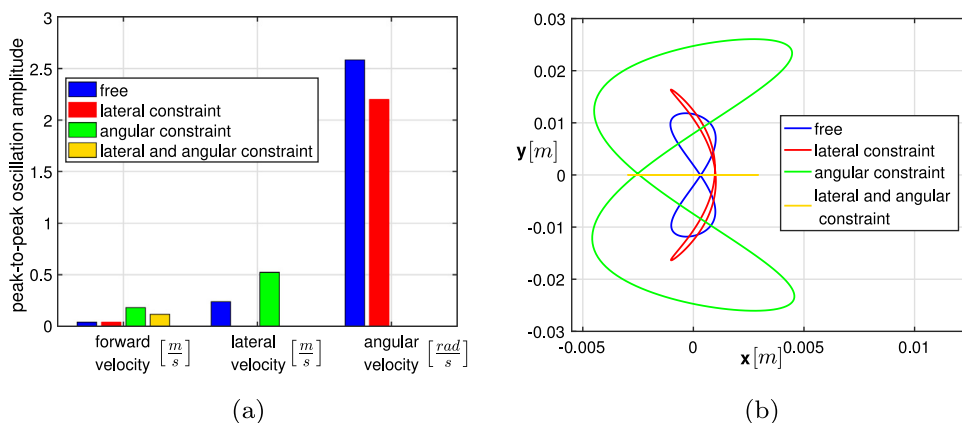 peak-to-peak oscillation amplitude
3
2.5
2
1.5
1
0.5
0
free
lateral constraint
angular constraint
lateral and angular constraint
forward velocity [m/s]
lateral velocity [m/s]
angular velocity [rad/s]
(a)
y[m]
0.03
0.02
0.01
0
-0.01
-0.02
-0.03
free
lateral constraint
angular constraint
lateral and angular
constraint
-0.005
0
0.005
0.01
x[m]
(b)